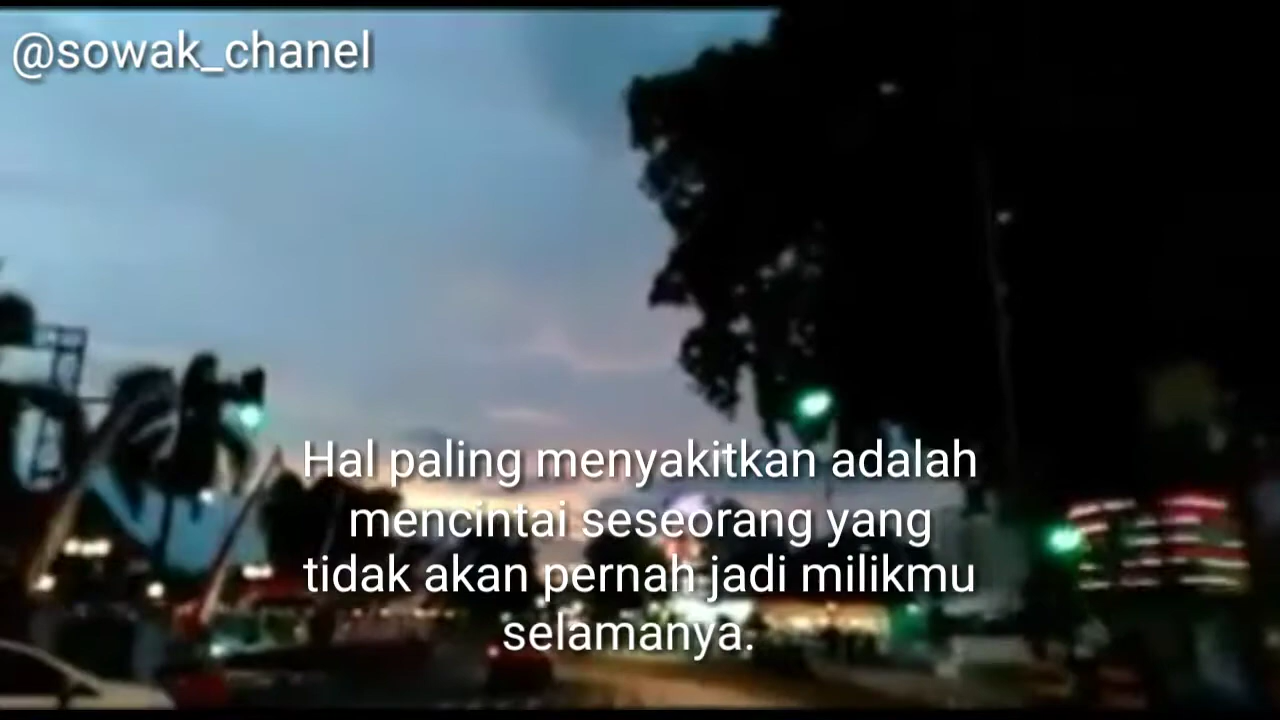 @sowak_chanel
Hal paling menyakitkan adalah
mencintai seseorang yang
tidak akan pernah jadi milikmu
selamanya.